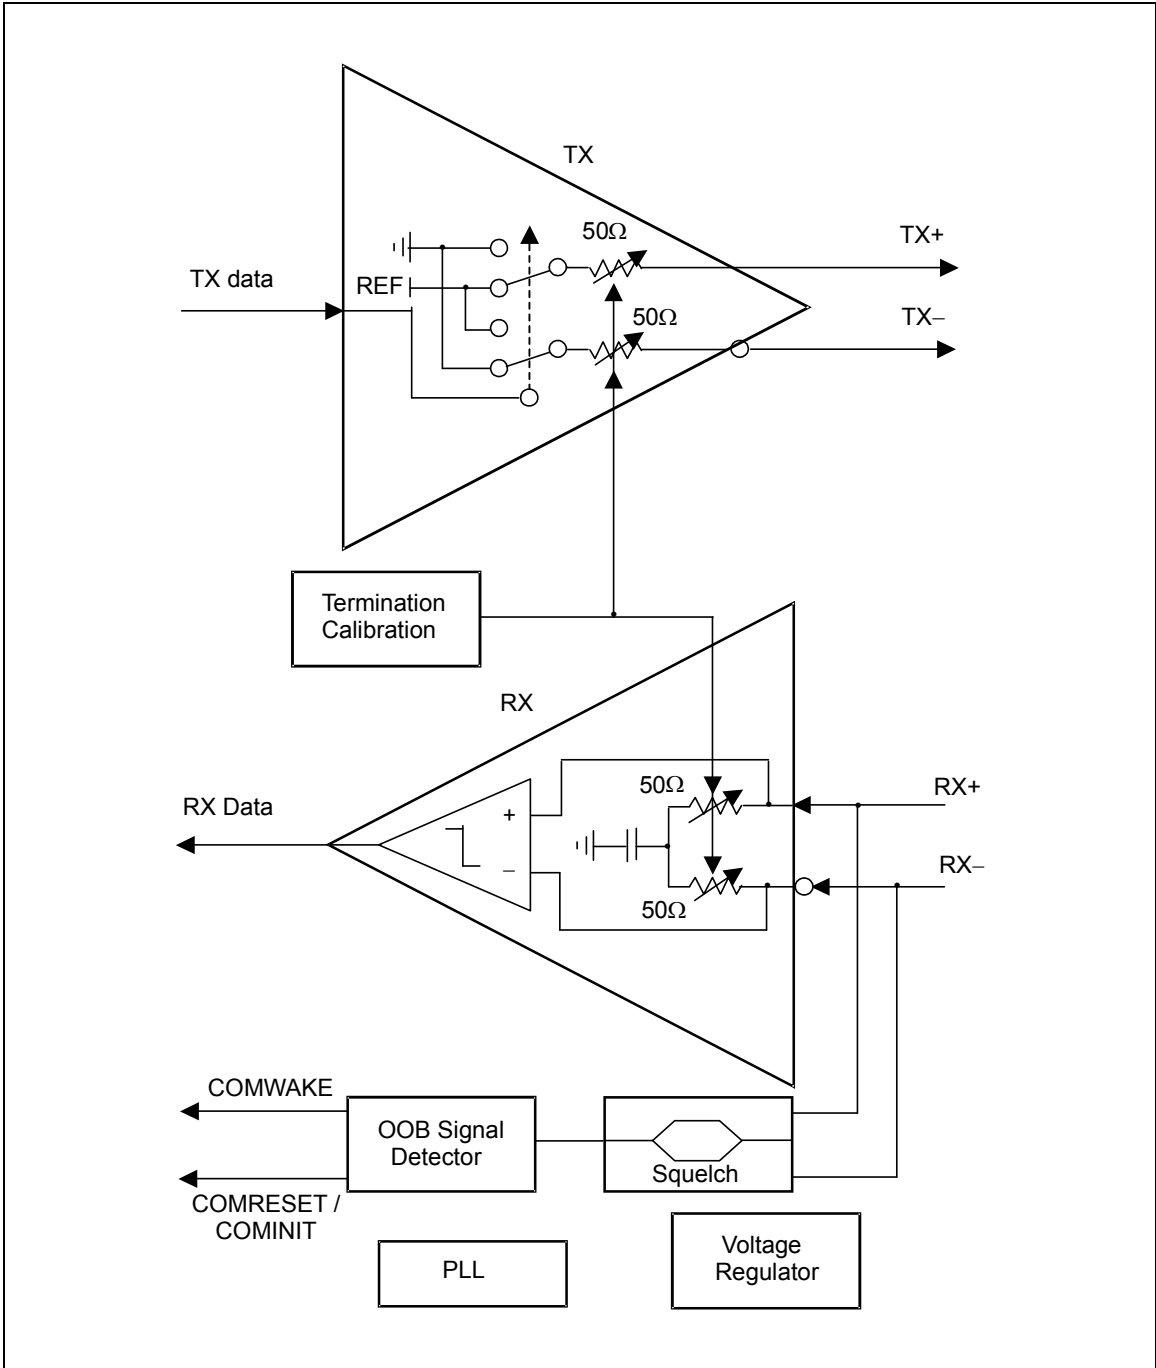 TX
50Ω
TX+
TX data
REF
50Ω
TX−
Termination
Calibration
RX
50Ω
RX+
RX Data
+
−
RX−
50Ω
COMWAKE
OOB Signal
Detector
Squelch
COMRESET /
COMINIT
PLL
Voltage
Regulator